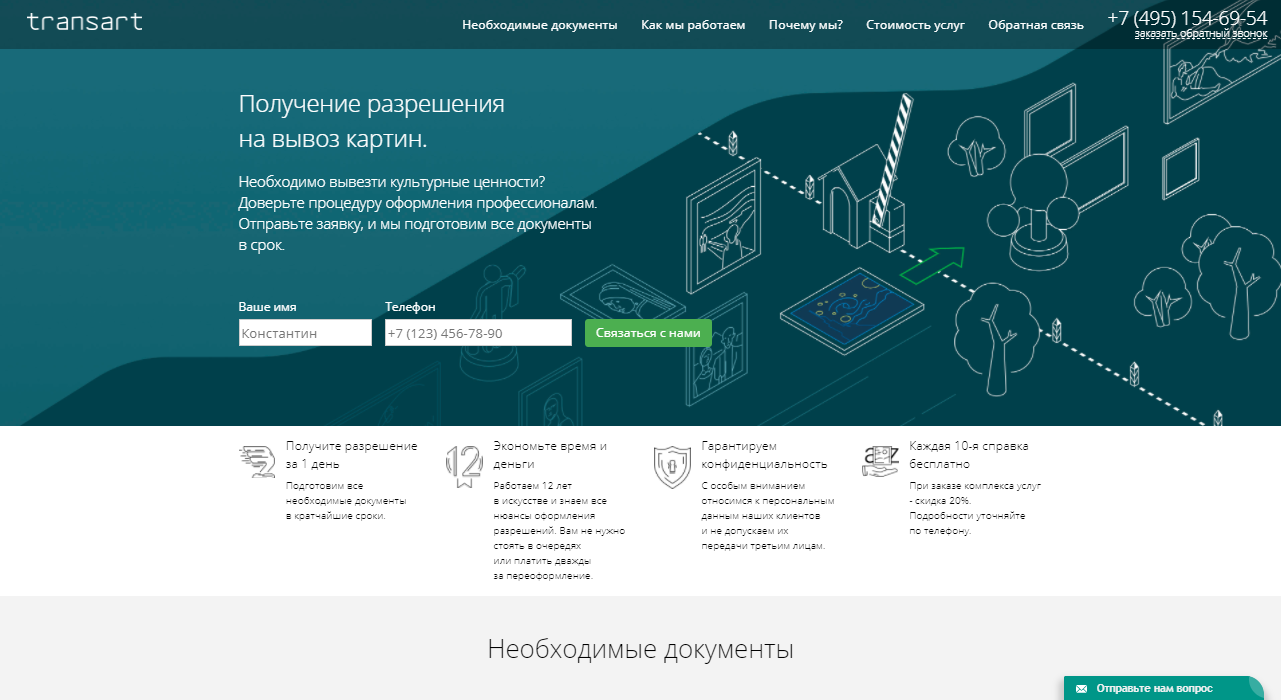 transart
Необходимые документы
Как мы работаем
Почему мы?
Стоимость услуг
Обратная связь
+7 (495) 154-69-54
заказать обратный звонок
Получение разрешения
на вывоз картин.
Необходимо вывезти культурные ценности?
Доверьте процедуру оформления профессионалам.
Отправьте заявку, и мы подготовим все документы
в срок.
Ваше имя
Телефон
Константин
+7 (123) 456-78-90
Связаться с нами
Получите разрешение
за 1 день
Подготовим все
необходимые документы
в кратчайшие сроки.
12
Экономьте время и
деньги
Работаем 12 лет
в искусстве и знаем все
нюансы оформления
разрешений. Вам не нужно
стоять в очередях
или платить дважды
за переоформление.
Гарантируем
конфиденциальность
С особым вниманием
относимся к персональным
данным наших клиентов
и не допускаем их
передачи третьим лицам.
Каждая 10-я справка
бесплатно
При заказе комплекса услуг
- скидка 20%.
Подробности уточняйте
по телефону.
Необходимые документы
Отправьте нам вопрос